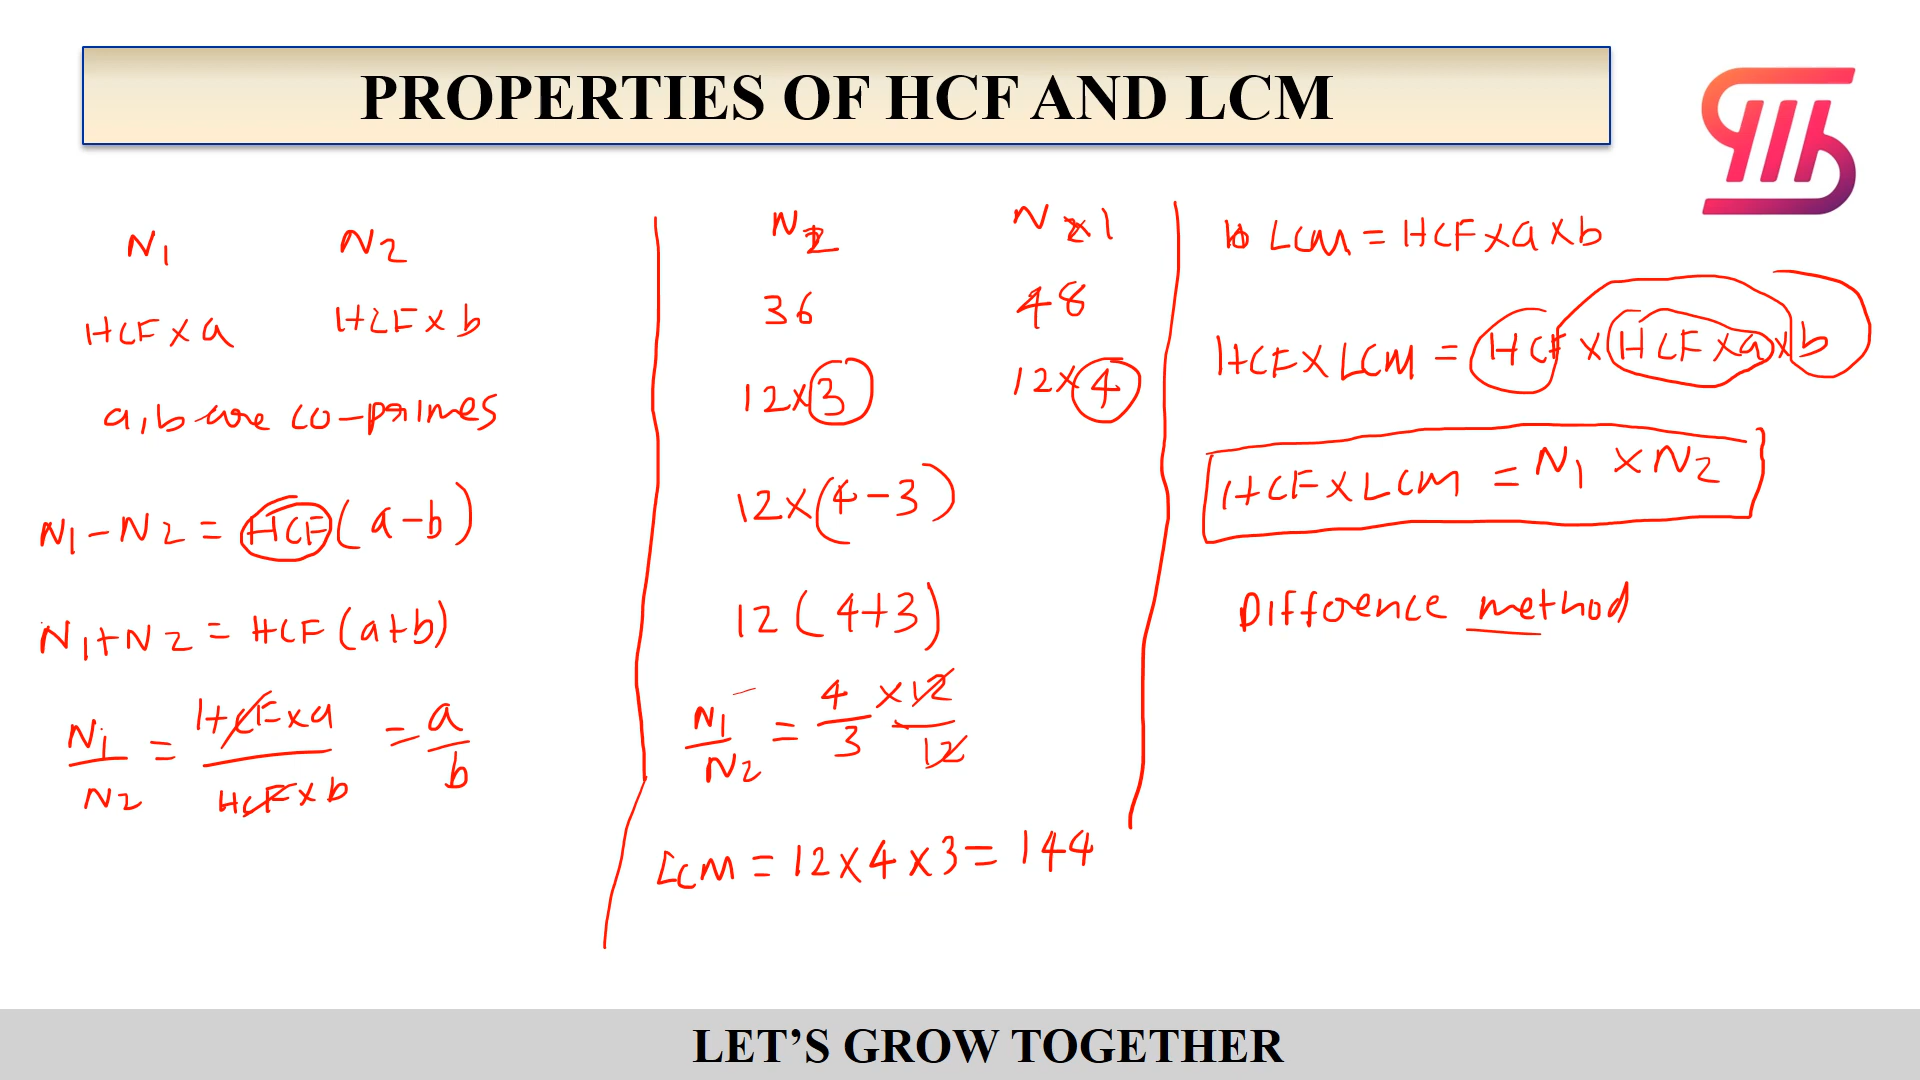 PROPERTIES OF HCF AND LCM
N1 N2
HCF × a HCF × b
a, b are co-primes
N1 - N2 = HCF (a - b)
N1 + N2 = HCF (a + b)
N1/N2 = HCF × a / HCF × b = a/b
N2 N1
36 48
12 × 3 12 × 4
12 × (4 - 3)
12 (4 + 3)
N1/N2 = 4/3 × 12/12
LCM = 12 × 4 × 3 = 144
LCM = HCF × a × b
HCF × LCM = HCF × (HCF × a) × b
HCF × LCM = N1 × N2
Difference method
LET’S GROW TOGETHER